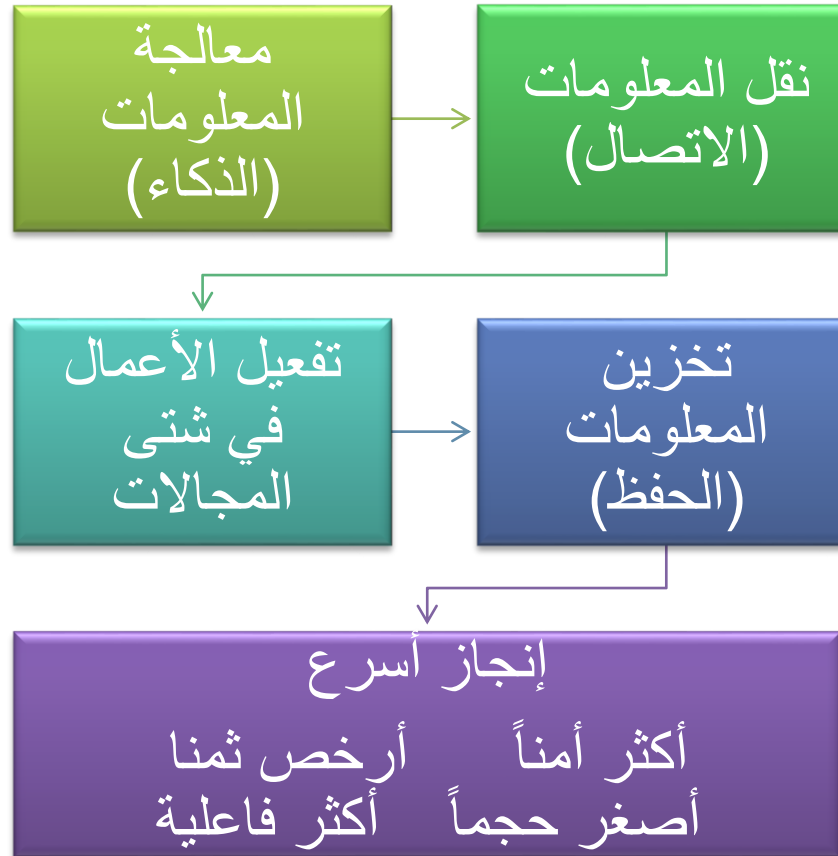 معالجة
المعلومات
(الذكاء)
نقل المعلومات
(الاتصال)
تفعيل الأعمال
في شتى
المجالات
تخزين
المعلومات
(الحفظ)
إنجاز أسرع
أكثر أمناً أرخص ثمنا
أصغر حجماً أكثر فاعلية